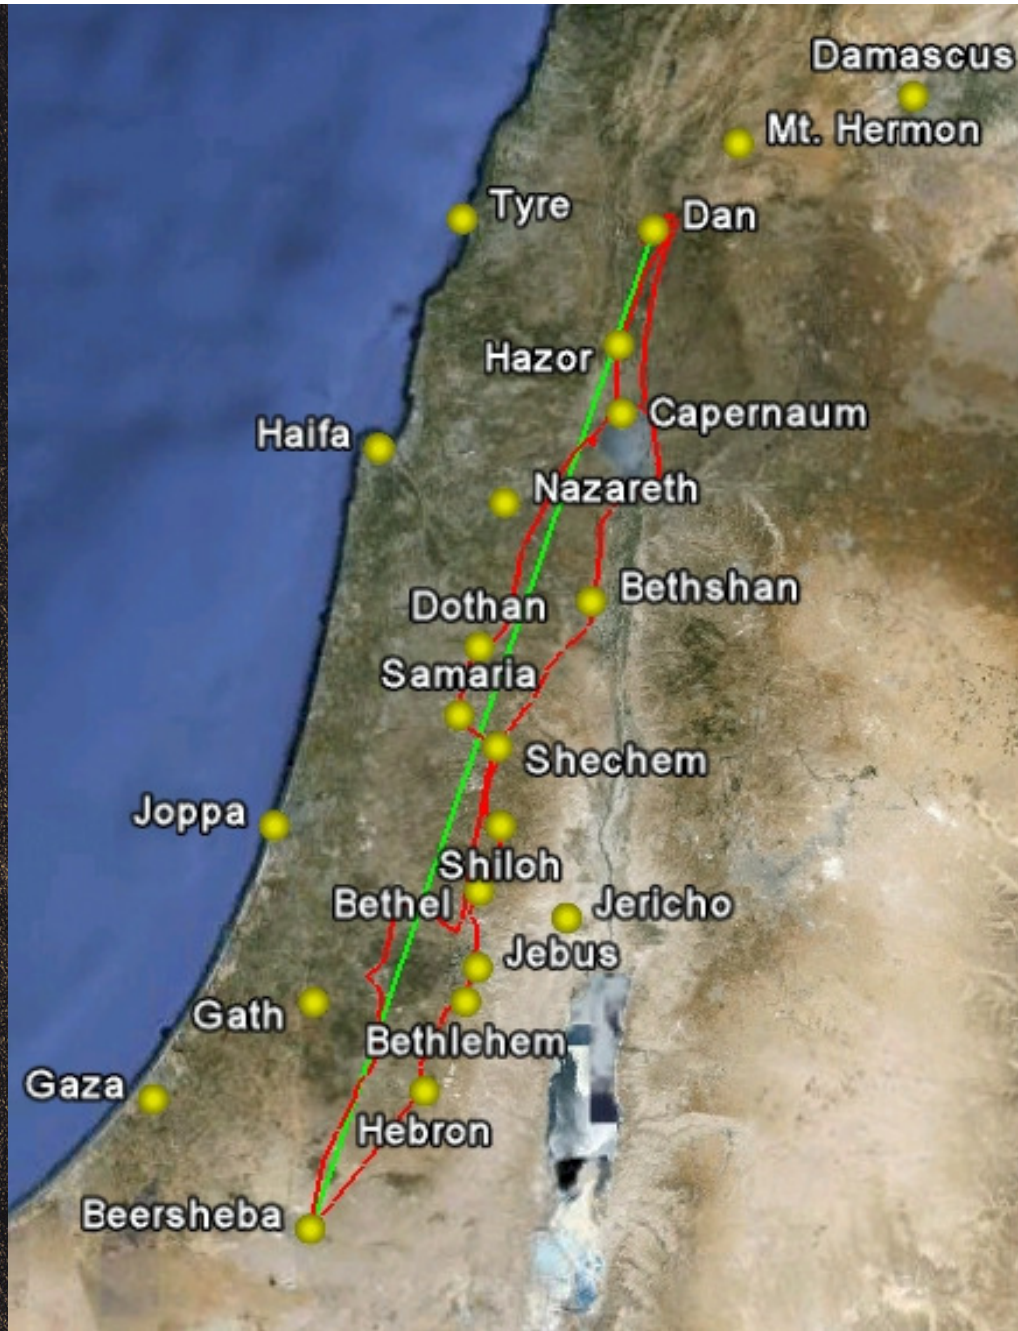 Damascus
Mt. Hermon
Tyre
Dan
Hazor
Capernaum
Haifa
Nazareth
Bethshan
Dothan
Samaria
Shechem
Joppa
Shiloh
Bethel
Jericho
Jebus
Gath
Bethlehem
Gaza
Hebron
Beersheba